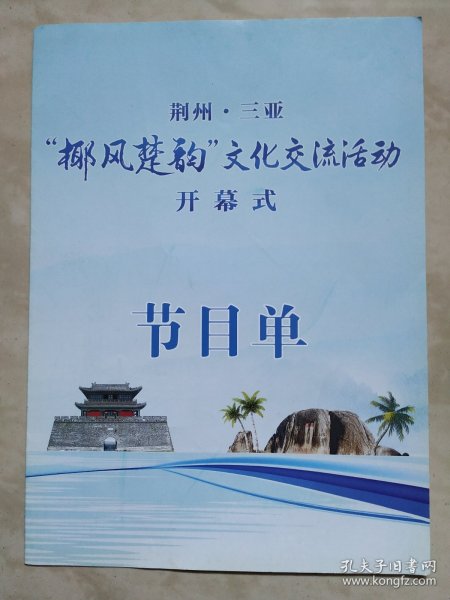 荆州·三亚
“椰风楚韵”文化交流活动
开幕式
节目单
孔夫子旧书网
www.kongfz.com